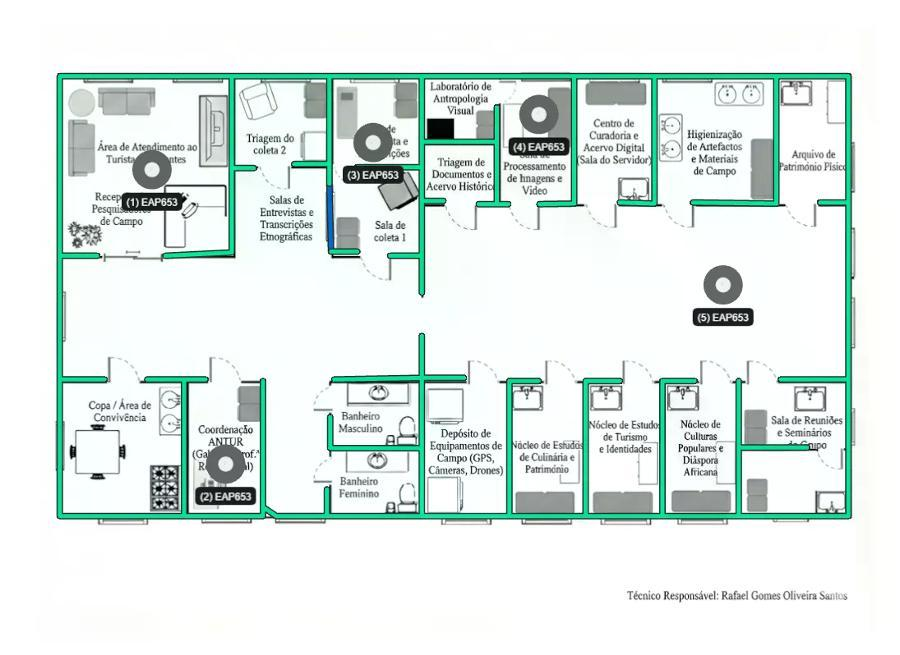 Área de Atendimento ao
(1) EAP653
Pesquisadores
de Campo
Triagem do
coleta 2
Salas de
Entrevistas e
Transcrições
Etnográficas
(3) EAP653
Sala de
coleta 1
Laboratório de
Antropologia
Visual
Triagem de
Documentos e
Acervo Histórico
(4) EAP653
Processamento
de Imagens e
Vídeo
Centro de
Curadoria e
Acervo Digital
(Sala do Servidor)
Higienização
de Artefactos
e Materiais
de Campo
Arquivo de
Patrimônio Písico
(5) EAP653
Copa / Área de
Convivência
Coordenação
ANTUR
(2) EAP653
Banheiro
Masculino
Banheiro
Feminino
Depósito de
Equipamentos de
Campo (GPS,
Câmeras, Drones)
Núcleo de Estudos
de Culinária e
Patrimônio
Núcleo de Estudos
de Turismo
e Identidades
Núcleo de
Culturas
Populares e
Diáspora
Africana
Sala de Reuniões
e Seminários
de Grupo
Técnico Responsável: Rafael Gomes Oliveira Santos